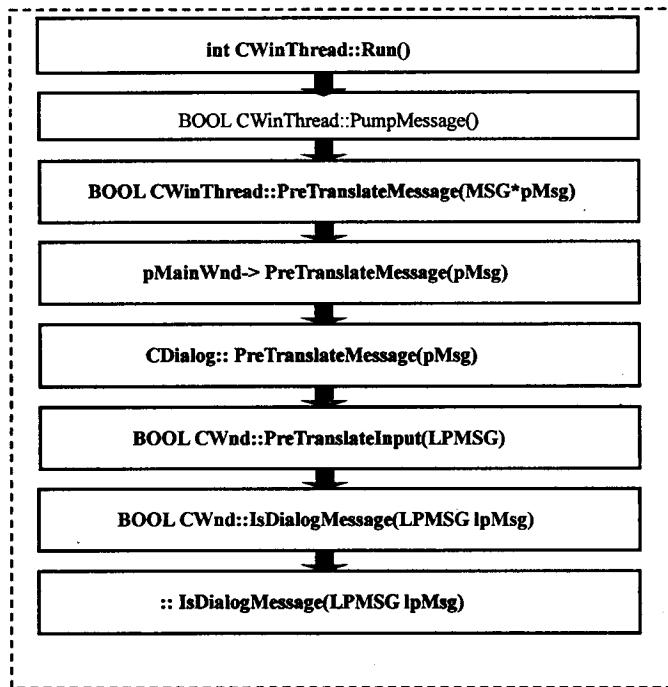 int CWinThread::Run()
BOOL CWinThread::PumpMessage()
BOOL CWinThread::PreTranslateMessage(MSG*pMsg)
pMainWnd-> PreTranslateMessage(pMsg)
CDialog:: PreTranslateMessage(pMsg)
BOOL CWnd::PreTranslateInput(LPMSG)
BOOL CWnd::IsDialogMessage(LPMSG lpMsg)
:: IsDialogMessage(LPMSG lpMsg)